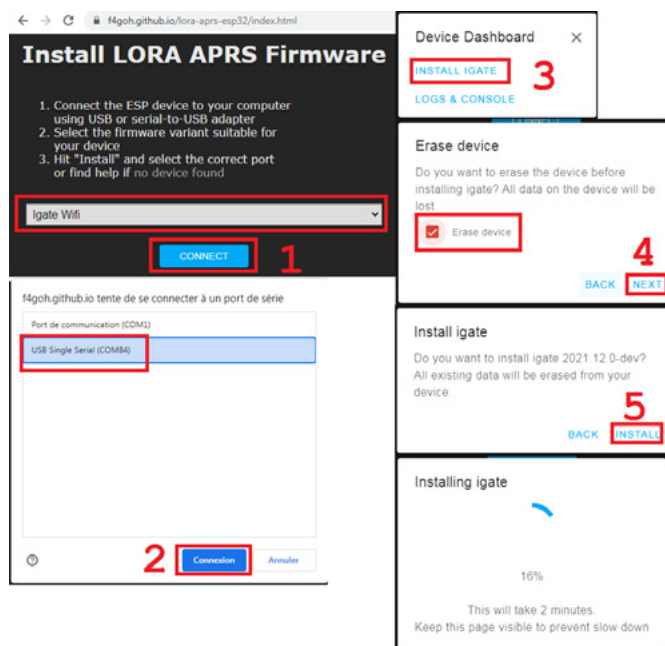 f4goh.github.io/lora-aprs-esp32/index.html
Install LORA APRS Firmware
1. Connect the ESP device to your computer
using USB or serial-to-USB adapter
2. Select the firmware variant suitable for
your device
3. Hit "Install" and select the correct port
or find help if no device found
Igate Wifi
CONNECT
1
f4goh.github.io tente de se connecter à un port de série
Port de communication (COM1)
USB Single Serial (COM84)
2
Connexion
Annuler
Device Dashboard
INSTALL IGATE
3
LOGS & CONSOLE
Erase device
Do you want to erase the device before
installing igate? All data on the device will be
lost.
Erase device
4
BACK
NEXT
Install igate
Do you want to install igate 2021.12.0-dev?
All existing data will be erased from your
device.
5
BACK
INSTALL
Installing igate
16%
This will take 2 minutes.
Keep this page visible to prevent slow down